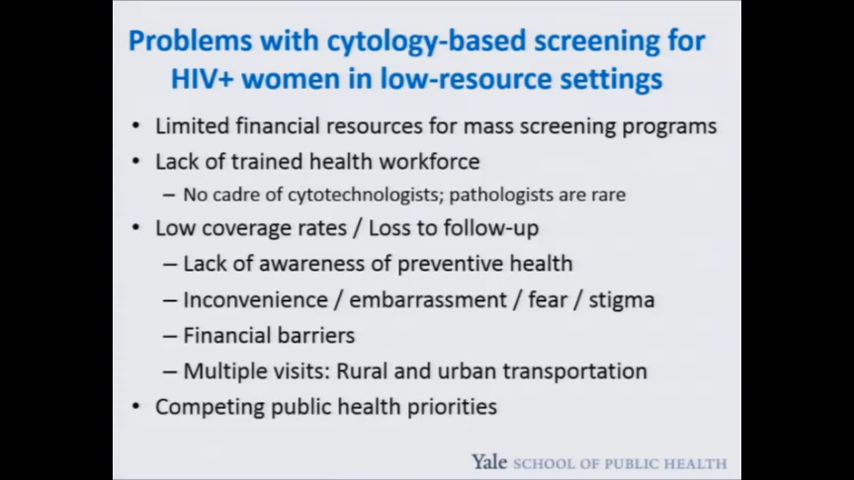 Problems with cytology-based screening for
HIV+ women in low-resource settings
• Limited financial resources for mass screening programs
• Lack of trained health workforce
– No cadre of cytotechnologists; pathologists are rare
• Low coverage rates / Loss to follow-up
– Lack of awareness of preventive health
– Inconvenience / embarrassment / fear / stigma
– Financial barriers
– Multiple visits: Rural and urban transportation
• Competing public health priorities
Yale SCHOOL OF PUBLIC HEALTH